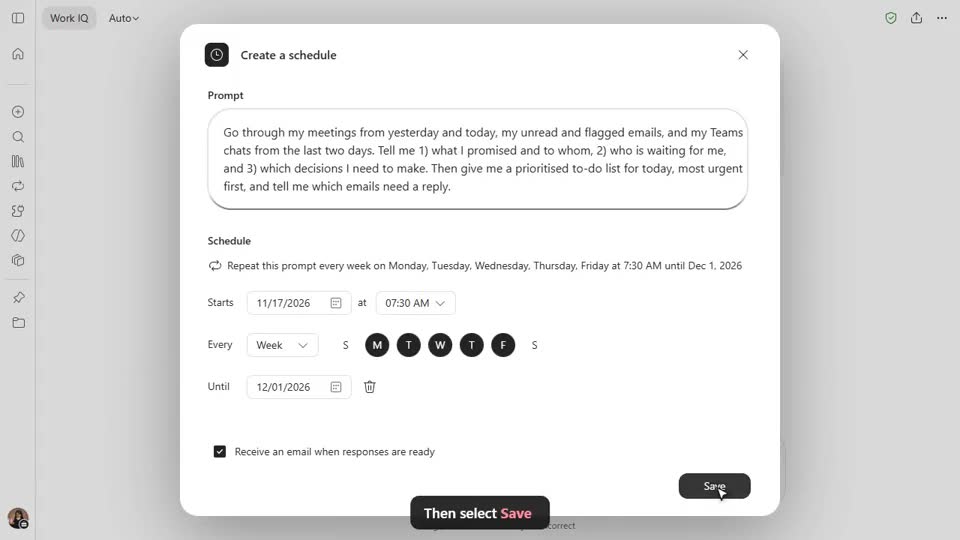 Work IQ
Auto
Create a schedule
Prompt
Go through my meetings from yesterday and today, my unread and flagged emails, and my Teams
chats from the last two days. Tell me 1) what I promised and to whom, 2) who is waiting for me,
and 3) which decisions I need to make. Then give me a prioritised to-do list for today, most urgent
first, and tell me which emails need a reply.
Schedule
Repeat this prompt every week on Monday, Tuesday, Wednesday, Thursday, Friday at 7:30 AM until Dec 1, 2026
Starts 11/17/2026 at 07:30 AM
Every Week S M T W T F S
Until 12/01/2026
Receive an email when responses are ready
Save
Then select Save